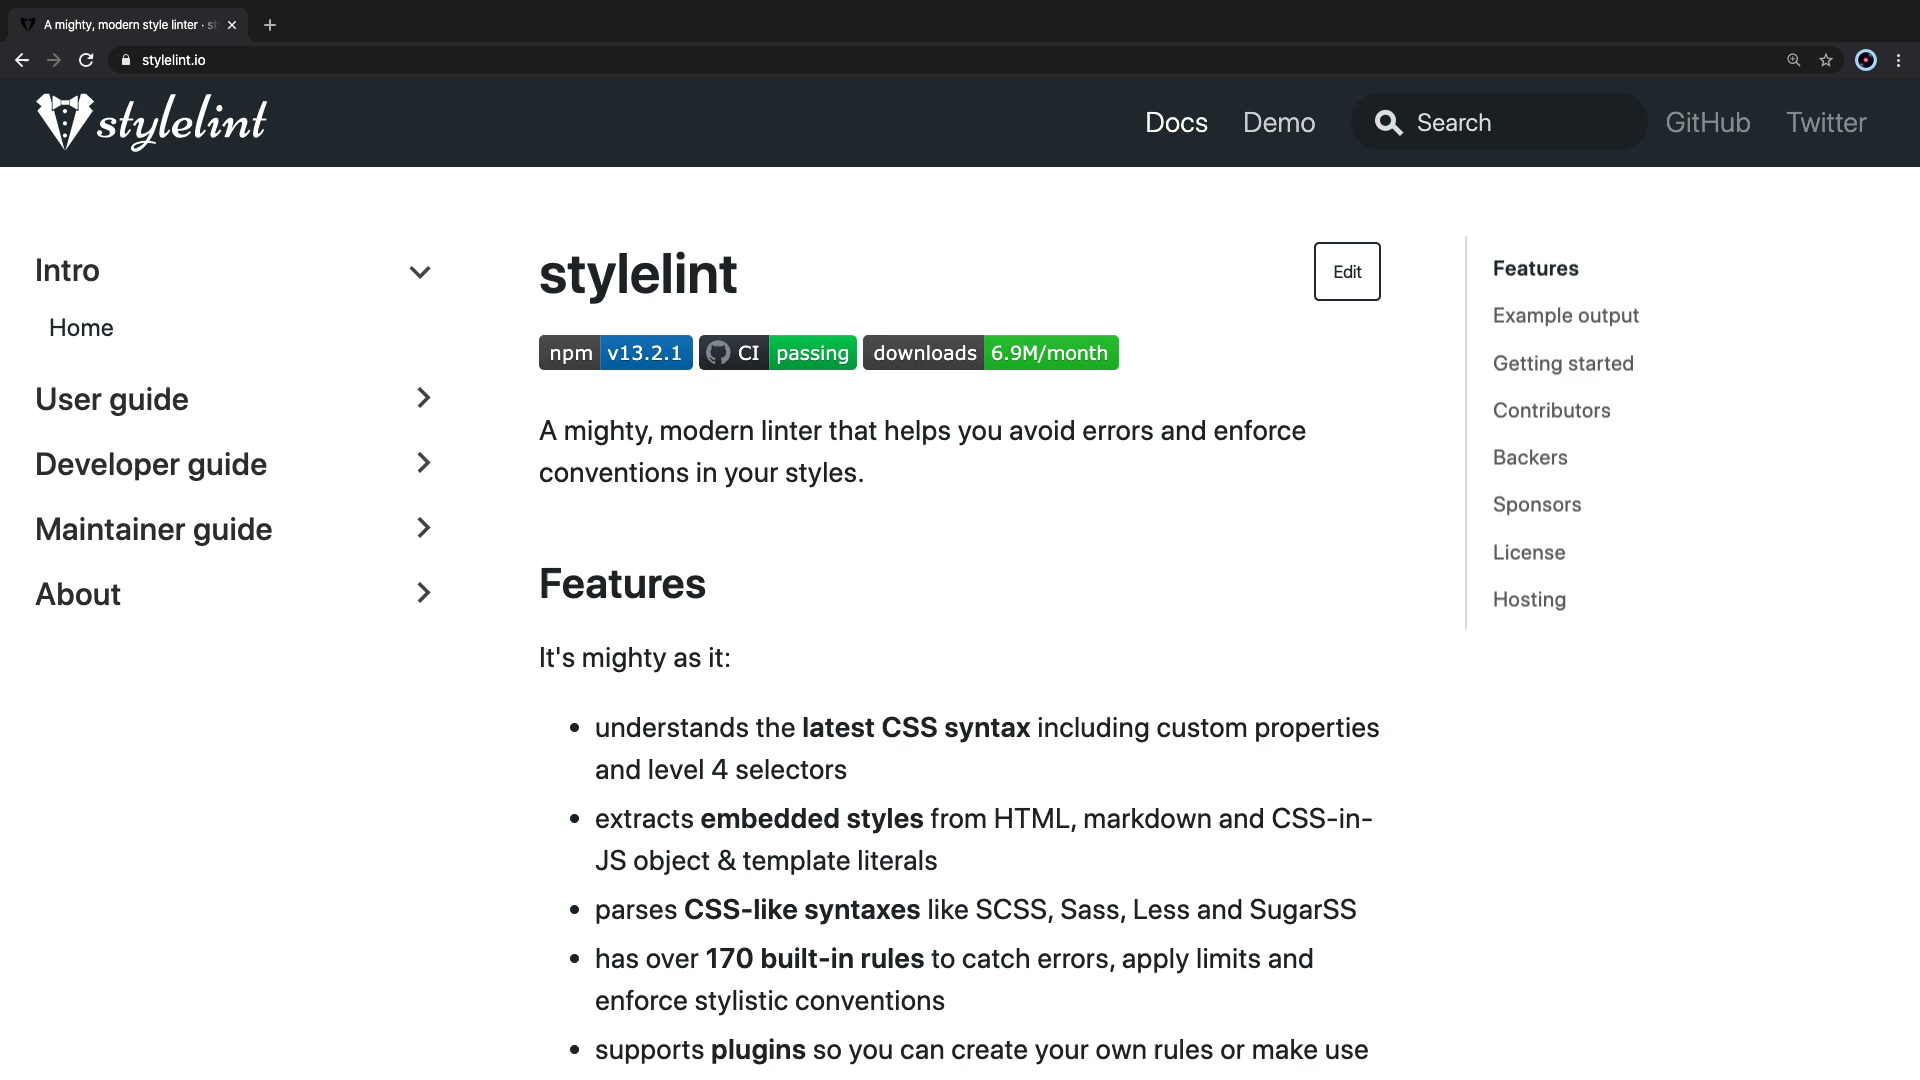 A mighty, modern style linter · st
stylelint.io
stylelint
Docs
Demo
Search
GitHub
Twitter
Intro
Home
User guide
Developer guide
Maintainer guide
About
stylelint
Edit
npm v13.2.1
CI passing
downloads 6.9M/month
A mighty, modern linter that helps you avoid errors and enforce
conventions in your styles.
Features
It's mighty as it:
• understands the latest CSS syntax including custom properties
and level 4 selectors
• extracts embedded styles from HTML, markdown and CSS-in-
JS object & template literals
• parses CSS-like syntaxes like SCSS, Sass, Less and SugarSS
• has over 170 built-in rules to catch errors, apply limits and
enforce stylistic conventions
• supports plugins so you can create your own rules or make use
Features
Example output
Getting started
Contributors
Backers
Sponsors
License
Hosting